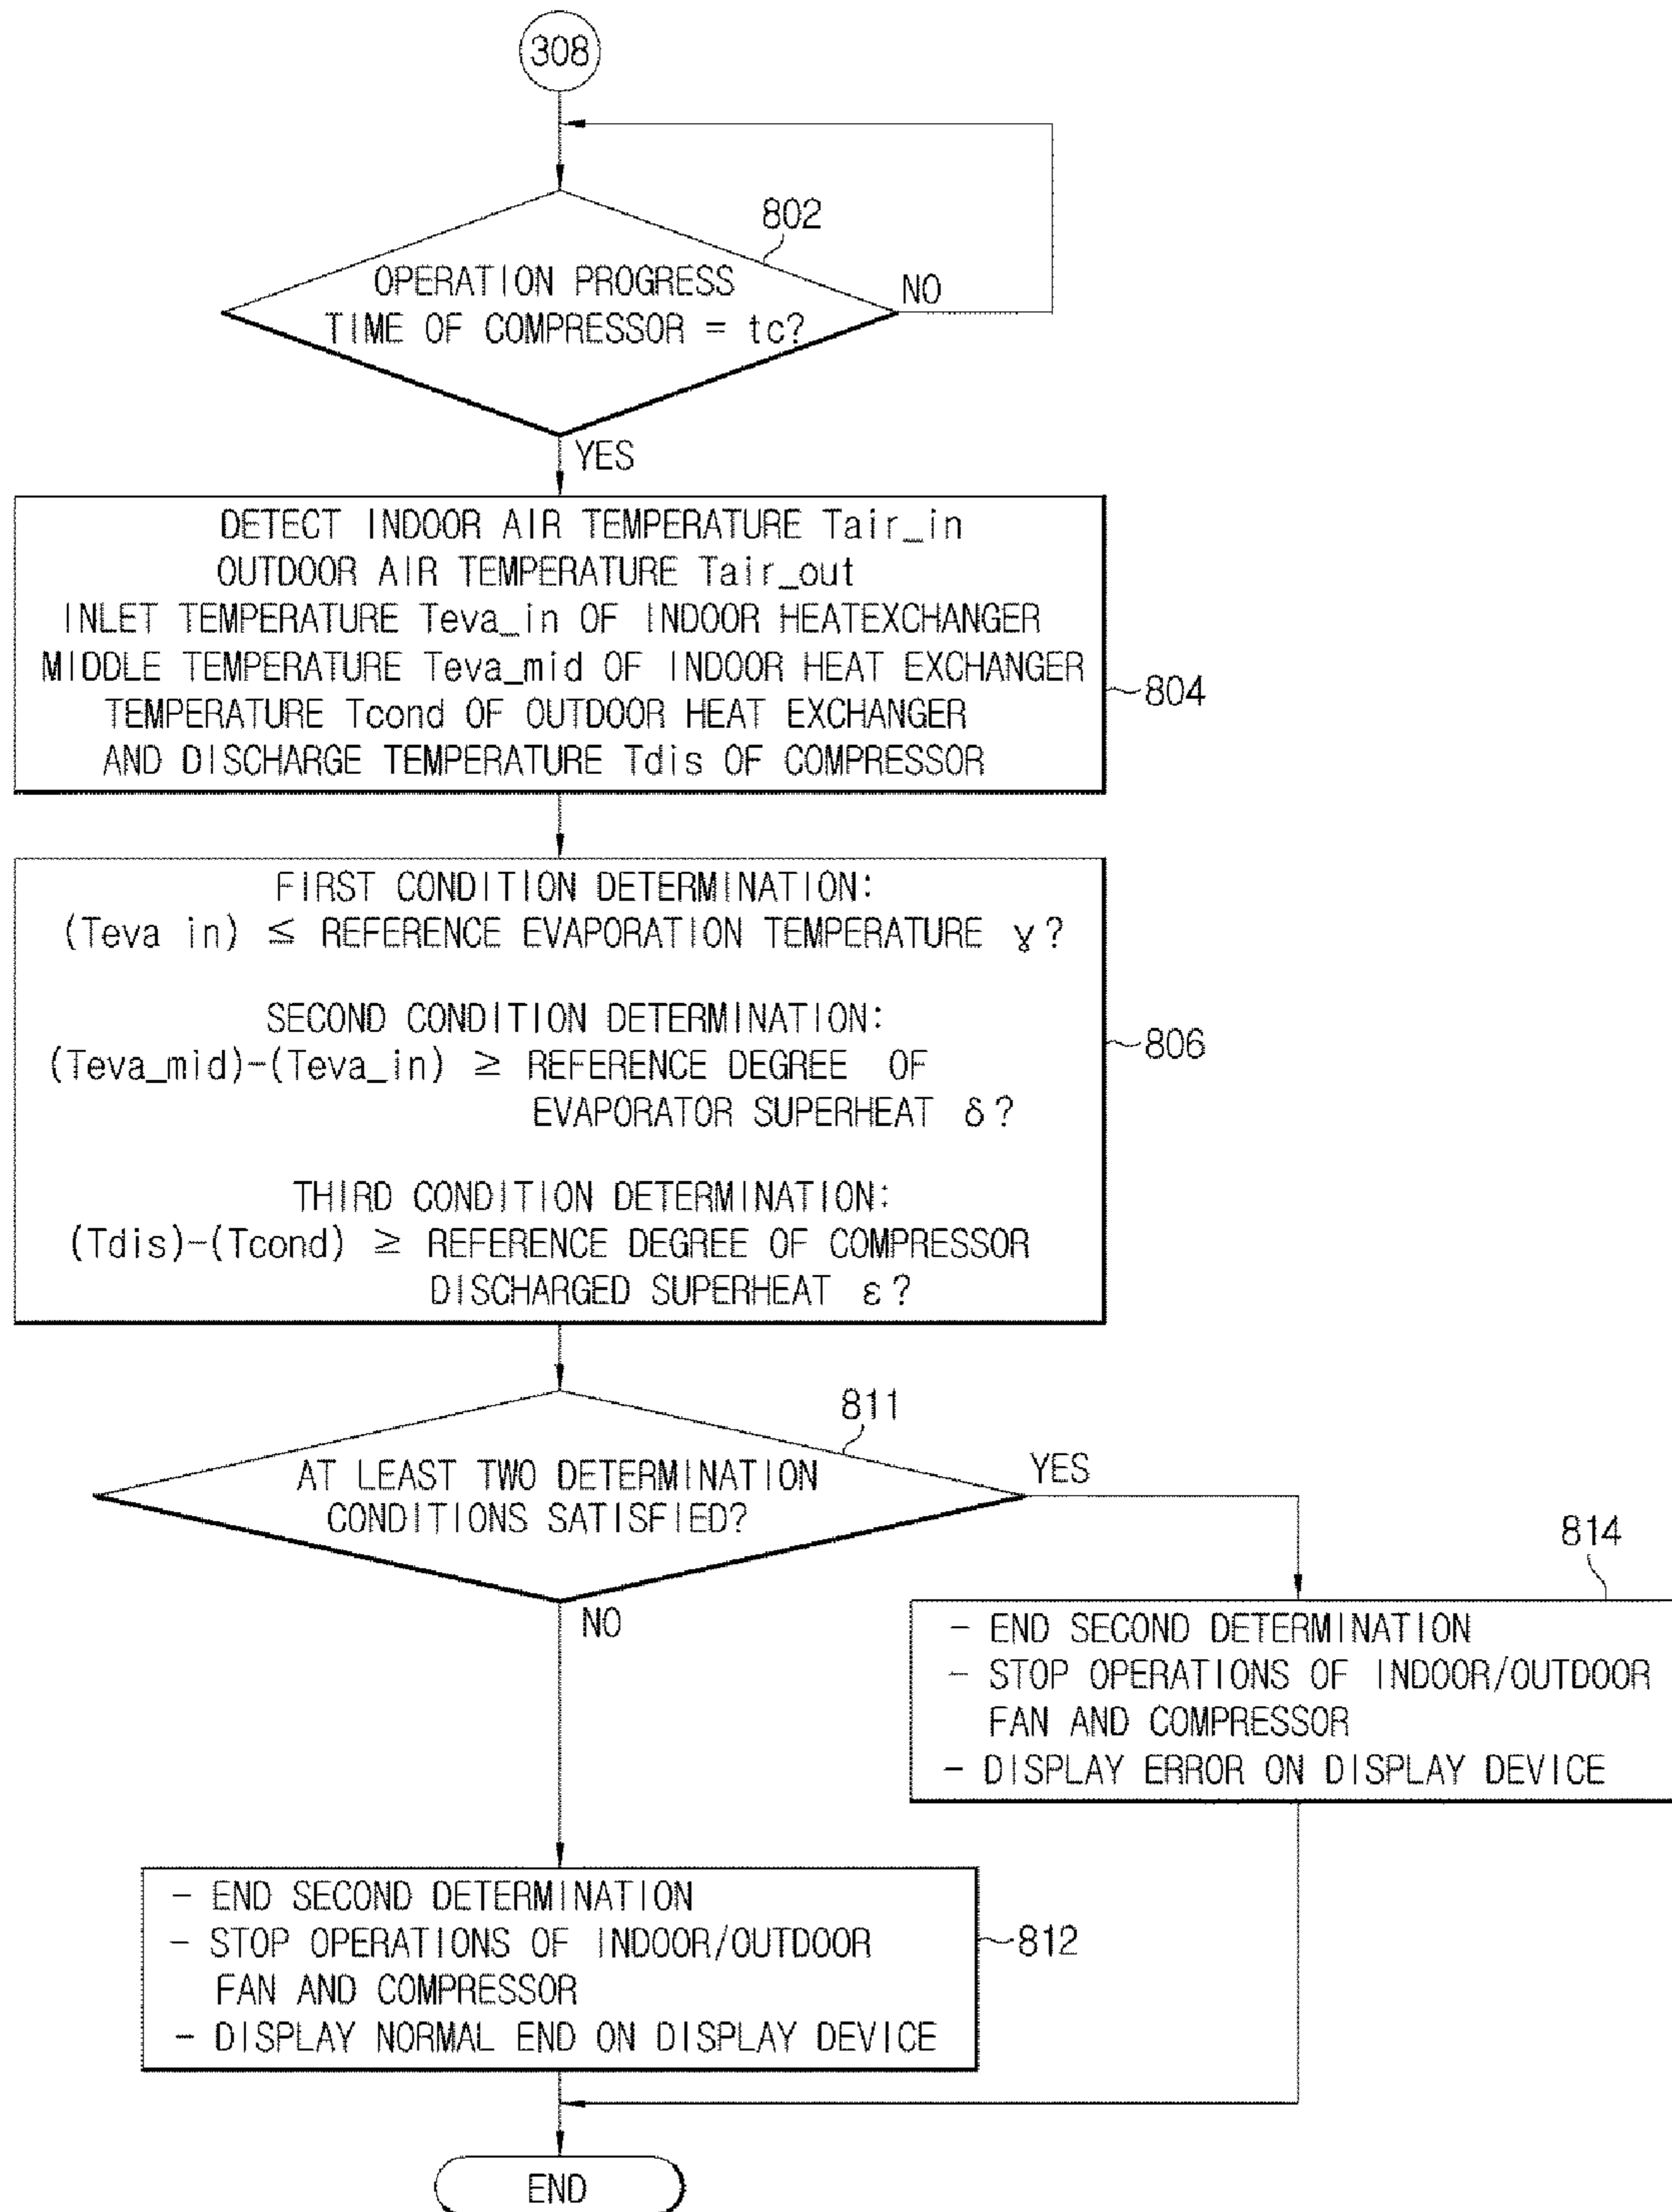 308
802
OPERATION PROGRESS
TIME OF COMPRESSOR = tc?
NO
YES
DETECT INDOOR AIR TEMPERATURE Tair_in
OUTDOOR AIR TEMPERATURE Tair_out
INLET TEMPERATURE Teva_in OF INDOOR HEATEXCHANGER
MIDDLE TEMPERATURE Teva_mid OF INDOOR HEAT EXCHANGER
TEMPERATURE Tcond OF OUTDOOR HEAT EXCHANGER
AND DISCHARGE TEMPERATURE Tdis OF COMPRESSOR
804
FIRST CONDITION DETERMINATION:
(Teva in) ≤ REFERENCE EVAPORATION TEMPERATURE γ?
SECOND CONDITION DETERMINATION:
(Teva_mid)-(Teva_in) ≥ REFERENCE DEGREE OF
EVAPORATOR SUPERHEAT δ?
THIRD CONDITION DETERMINATION:
(Tdis)-(Tcond) ≥ REFERENCE DEGREE OF COMPRESSOR
DISCHARGED SUPERHEAT ε?
806
811
AT LEAST TWO DETERMINATION
CONDITIONS SATISFIED?
YES
NO
814
- END SECOND DETERMINATION
- STOP OPERATIONS OF INDOOR/OUTDOOR
FAN AND COMPRESSOR
- DISPLAY ERROR ON DISPLAY DEVICE
- END SECOND DETERMINATION
- STOP OPERATIONS OF INDOOR/OUTDOOR
FAN AND COMPRESSOR
- DISPLAY NORMAL END ON DISPLAY DEVICE
812
END